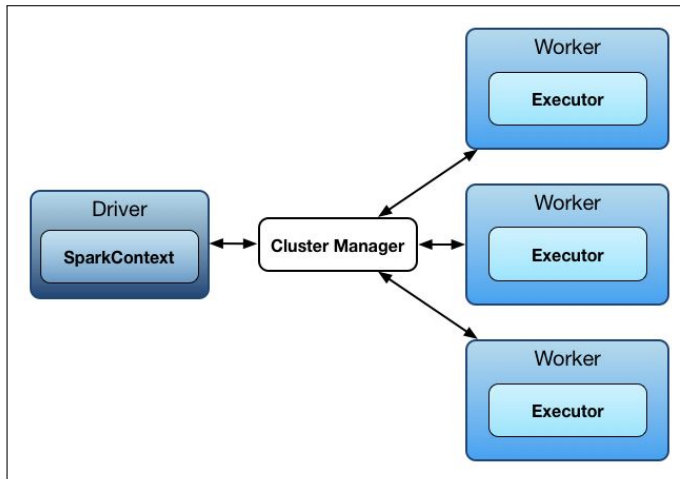 Driver
SparkContext
Cluster Manager
Worker
Executor
Worker
Executor
Worker
Executor